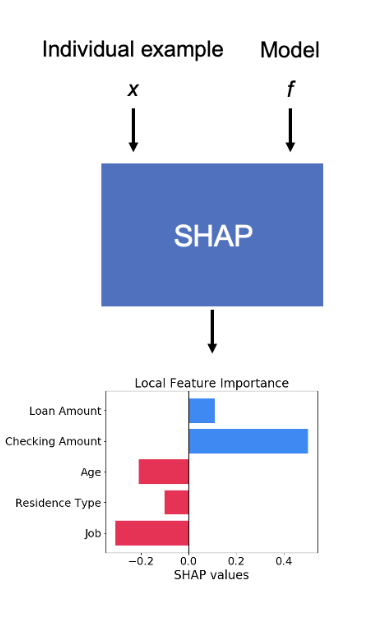 Individual example Model
x f
SHAP
Local Feature Importance
Loan Amount
Checking Amount
Age
Residence Type
Job
−0.2 0.0 0.2 0.4
SHAP values